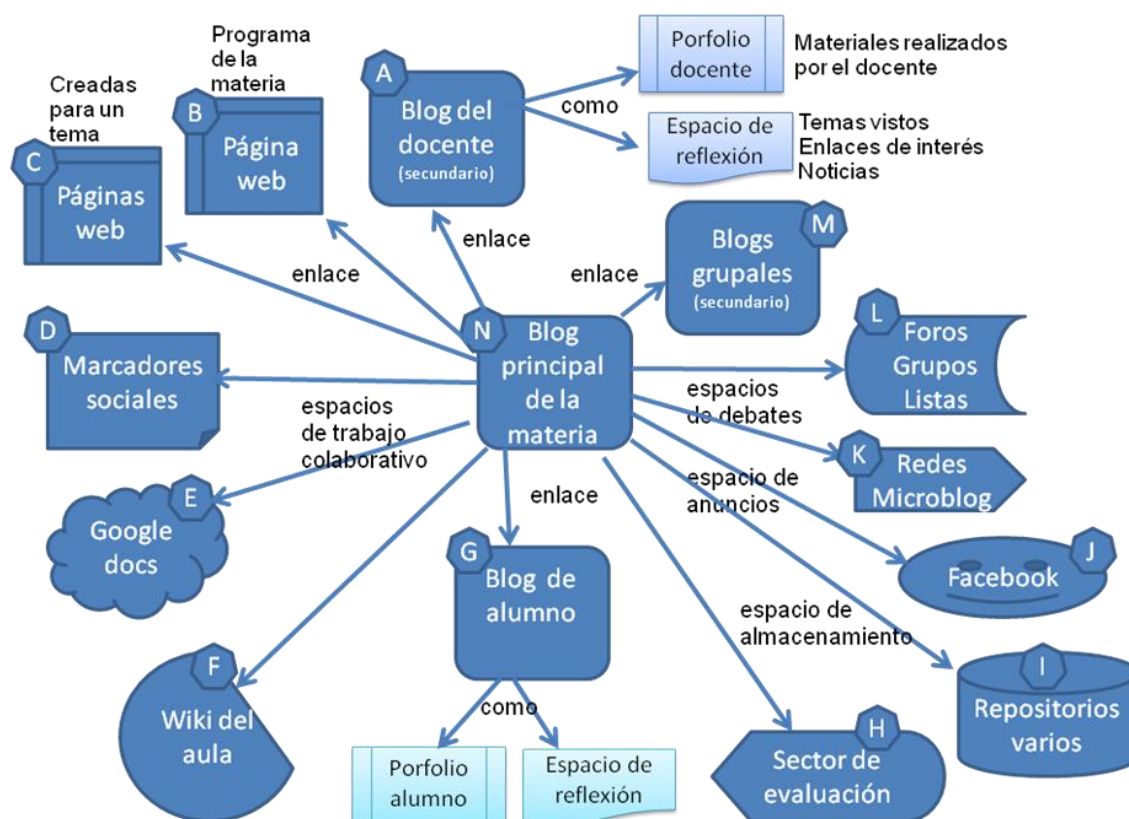 Creadas
para un
tema
C
Páginas
web
Programa
de la
materia
B
Página
web
A
Blog del
docente
(secundario)
como
Porfolio
docente
Materiales realizados
por el docente
Espacio de
reflexión
Temas vistos
Enlaces de interés
Noticias
enlace
enlace
enlace
M
Blogs
grupales
(secundario)
D
Marcadores
sociales
N
Blog
principal
de la
materia
L
Foros
Grupos
Listas
espacios
de trabajo
colaborativo
espacios
de debates
K
Redes
Microblog
E
Google
docs
enlace
espacio de
anuncios
J
Facebook
G
Blog de
alumno
espacio de
almacenamiento
F
Wiki del
aula
como
Porfolio
alumno
Espacio de
reflexión
H
Sector de
evaluación
I
Repositorios
varios